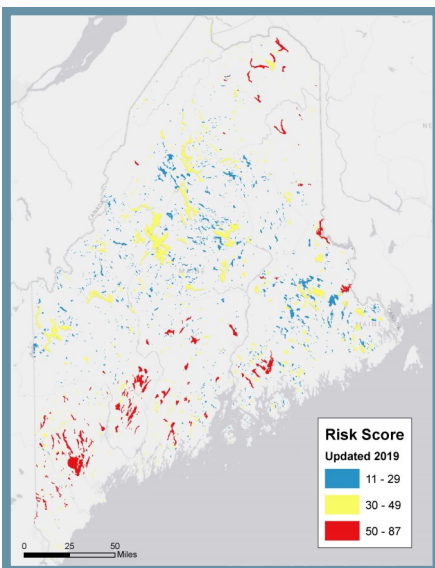 Risk Score
Updated 2019
11 - 29
30 - 49
50 - 87
0 25 50
Miles